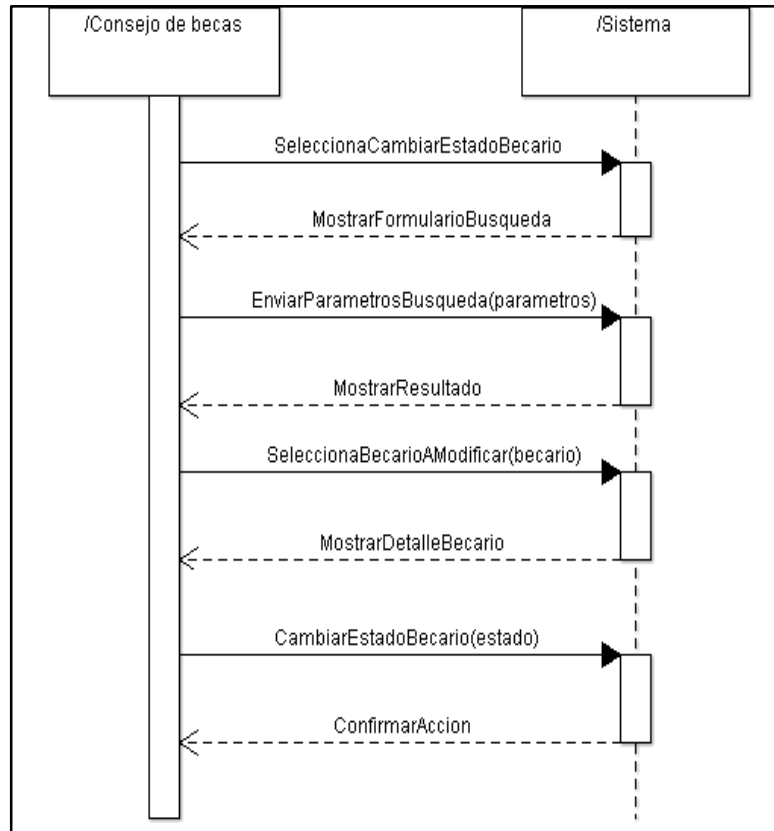 /Consejo de becas
/Sistema
SeleccionaCambiarEstadoBecario
MostrarFormularioBusqueda
EnviarParametrosBusqueda(parametros)
MostrarResultado
SeleccionaBecarioAModificar(becario)
MostrarDetalleBecario
CambiarEstadoBecario(estado)
ConfirmarAccion